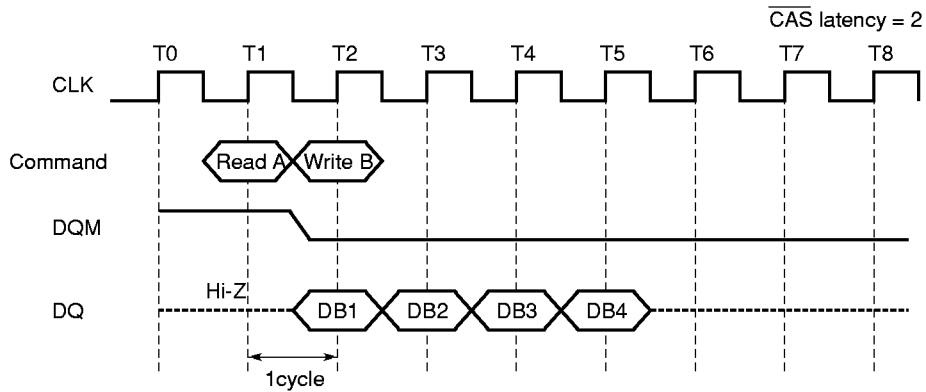 CAS latency = 2
T0 T1 T2 T3 T4 T5 T6 T7 T8
CLK
Command Read A Write B
DQM
Hi-Z
DQ DB1 DB2 DB3 DB4
1cycle